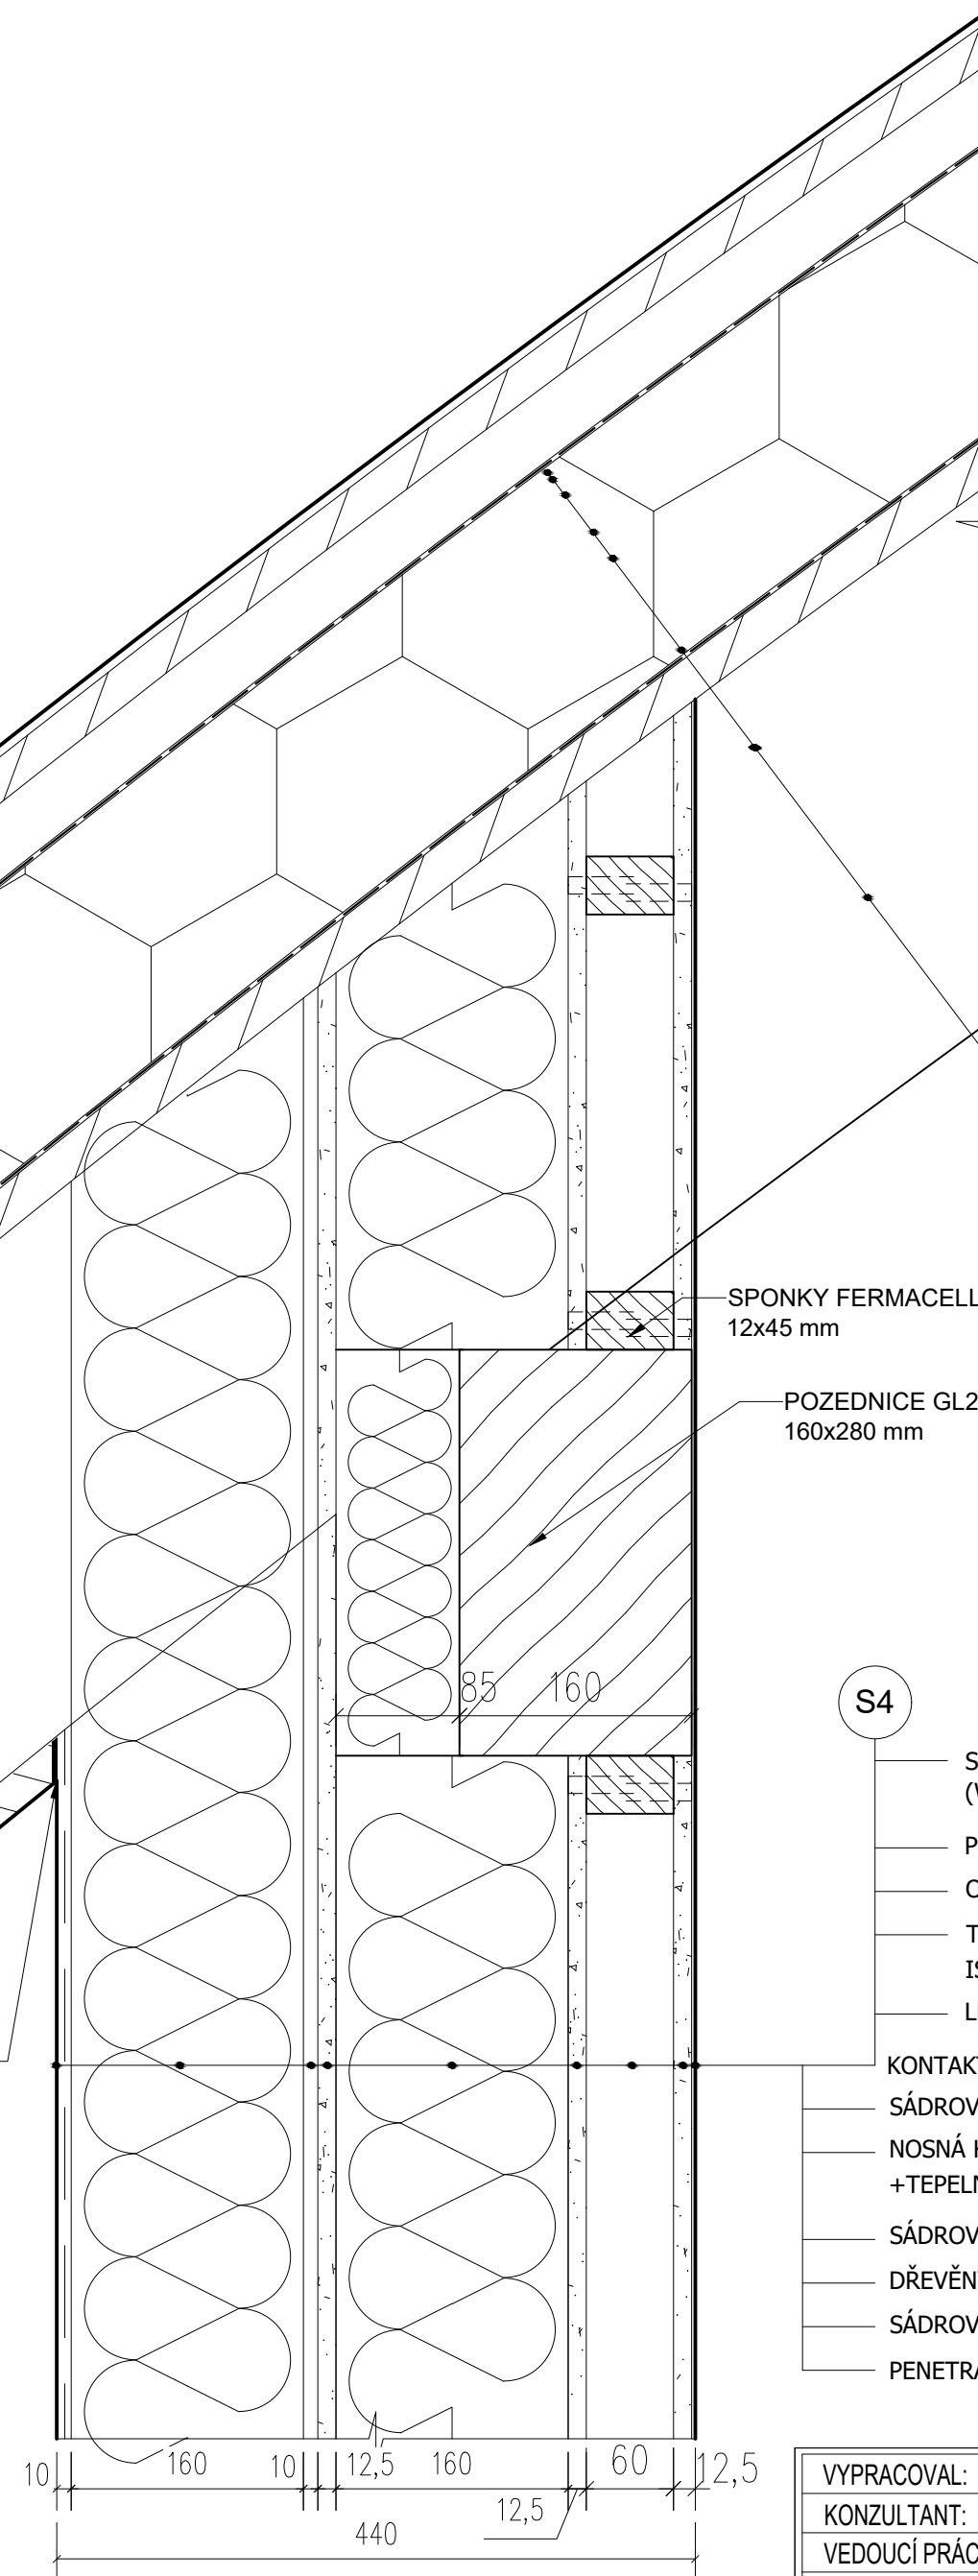 SPONKY FERMACELL
12x45 mm
POZEDNICE GL2
160x280 mm
85 160
S4
S
(
P
O
T
IS
L
KONTAK
SÁDROV
NOSNÁ
+TEPELN
SÁDROV
DŘEVĚN
SÁDROV
PENETRA
10 160 10 12,5 160 60 12,5
12,5
440
VYPRACOVAL:
KONZULTANT:
VEDOUCÍ PRÁC